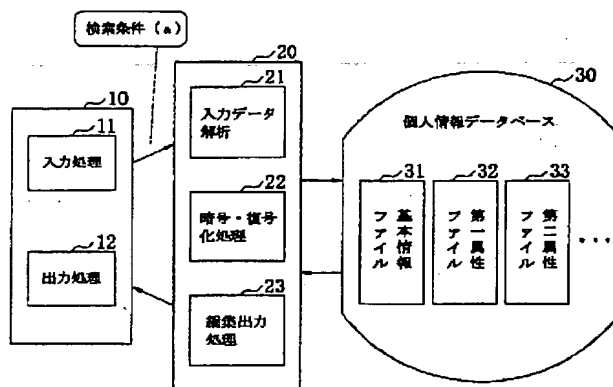 検索条件(a)
20
21
入力データ
解析
30
個人情報データベース
10
11
入力処理
31
基本情報
ファイル
32
第一属性
ファイル
33
第二属性
ファイル
・・・
22
暗号・復号
化処理
12
出力処理
23
編集出力
処理